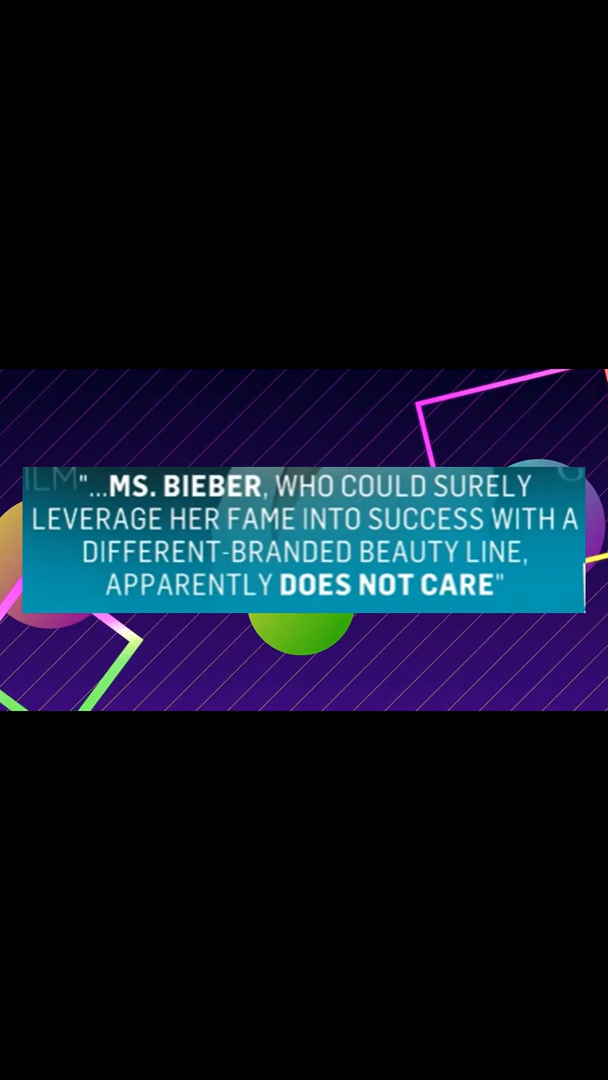 "...MS. BIEBER, WHO COULD SURELY
LEVERAGE HER FAME INTO SUCCESS WITH A
DIFFERENT-BRANDED BEAUTY LINE,
APPARENTLY DOES NOT CARE"